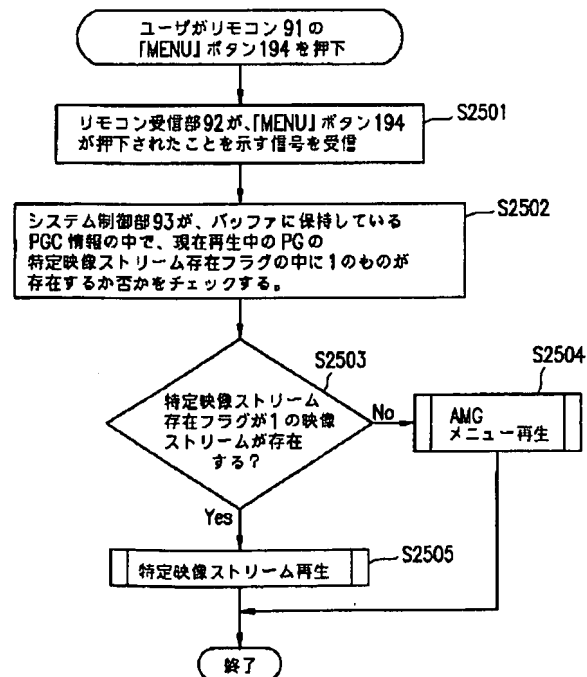 ユーザがリモコン91の
「MENU」ボタン194を押下
S2501
リモコン受信部92が、「MENU」ボタン194
が押下されたことを示す信号を受信
S2502
システム制御部93が、バッファに保持している
PGC情報の中で、現在再生中のPGの
特定映像ストリーム存在フラグの中に1のものが
存在するか否かをチェックする。
S2503
特定映像ストリーム
存在フラグが1の映像
ストリームが存在
する？
No
S2504
AMG
メニュー再生
Yes
S2505
特定映像ストリーム再生
終了